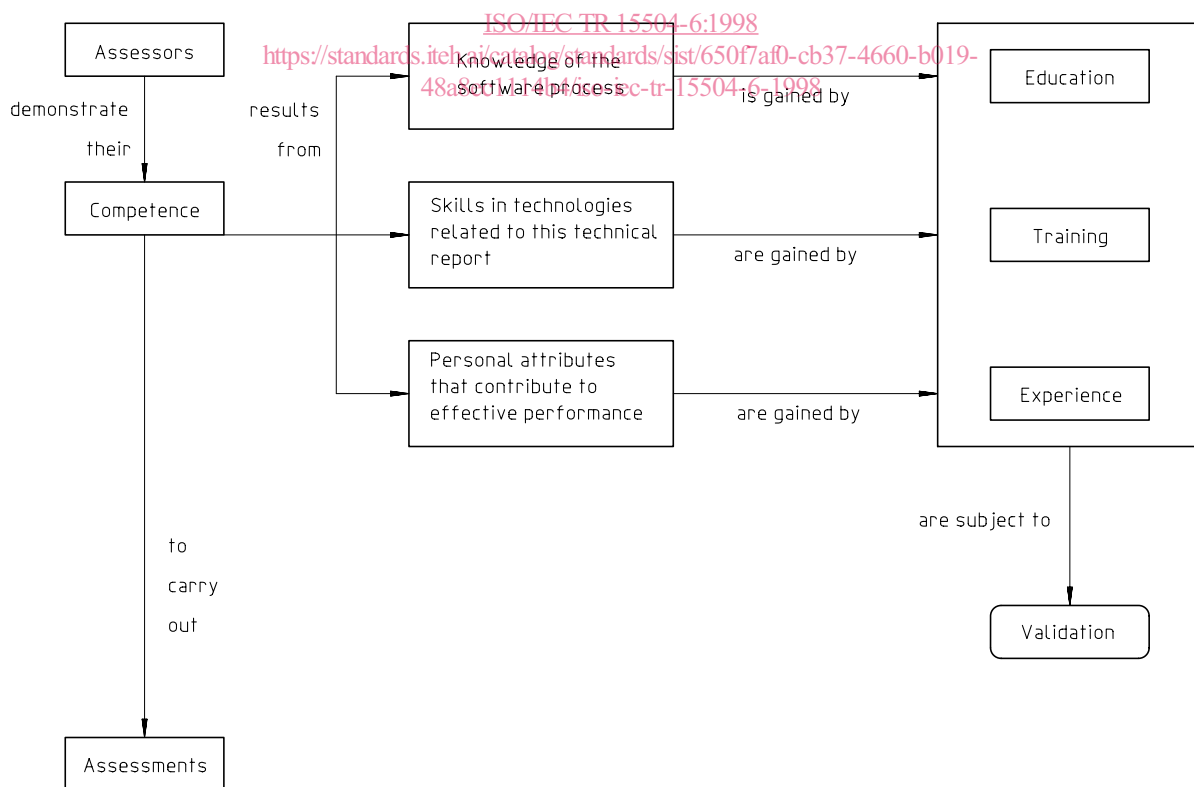 ISO/IEC TR 15504-6:1998
https://standards.iteh.ai/catalog/standards/sist/650f7af0-cb37-4660-b019-
iso-iec-tr-15504-6-1998
Assessors
demonstrate
their
Competence
results
from
Knowledge of the
software process
is gained by
Skills in technologies
related to this technical
report
are gained by
Personal attributes
that contribute to
effective performance
are gained by
Education
Training
Experience
are subject to
Validation
to
carry
out
Assessments